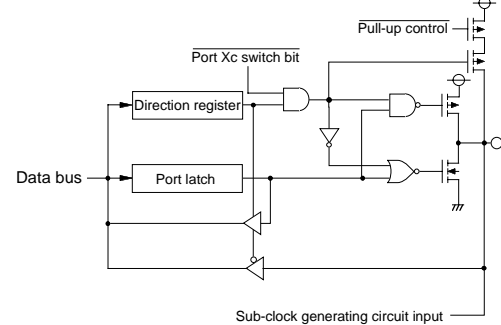 Pull-up control
Port Xc switch bit
Direction register
Data bus
Port latch
Sub-clock generating circuit input